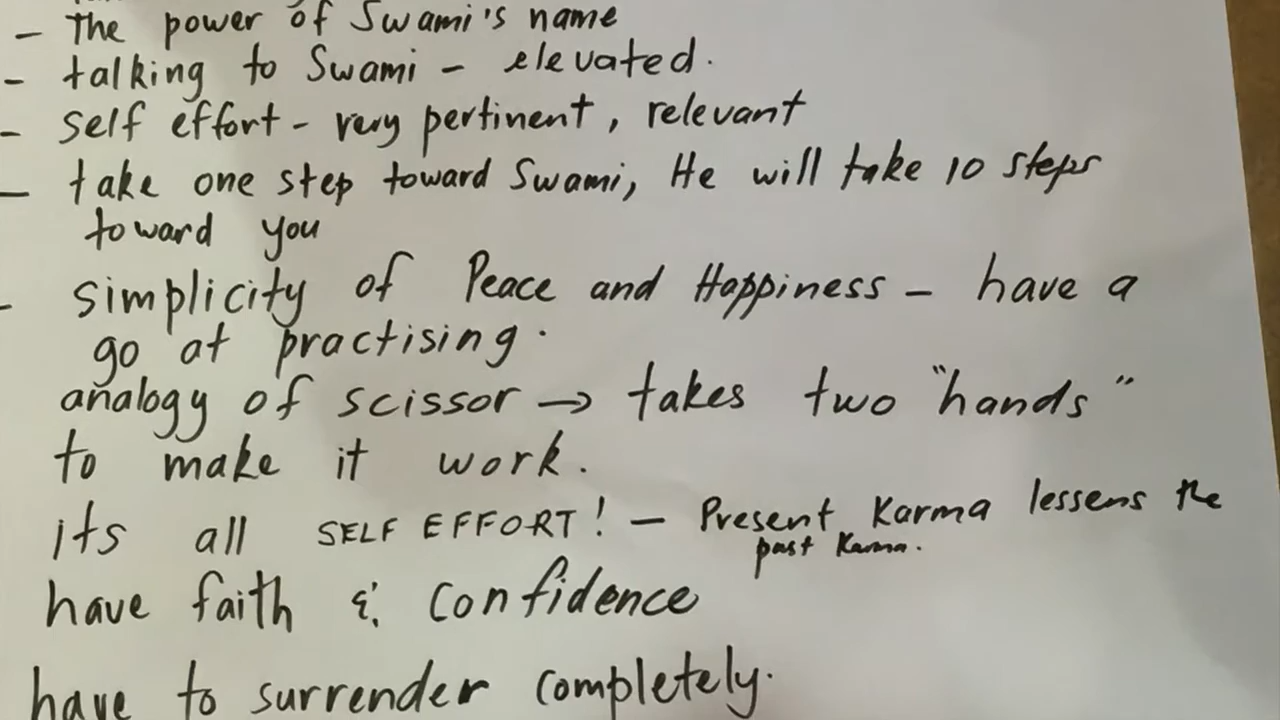 - The power of Swami's name
- talking to Swami - elevated.
- self effort - very pertinent, relevant
- take one step toward Swami, He will take 10 steps
toward you
- simplicity of Peace and Happiness - have a
go at practising.
analogy of scissor → takes two "hands"
to make it work.
its all SELF EFFORT! - Present Karma lessens the
past Karma.
have faith & confidence
have to surrender completely.